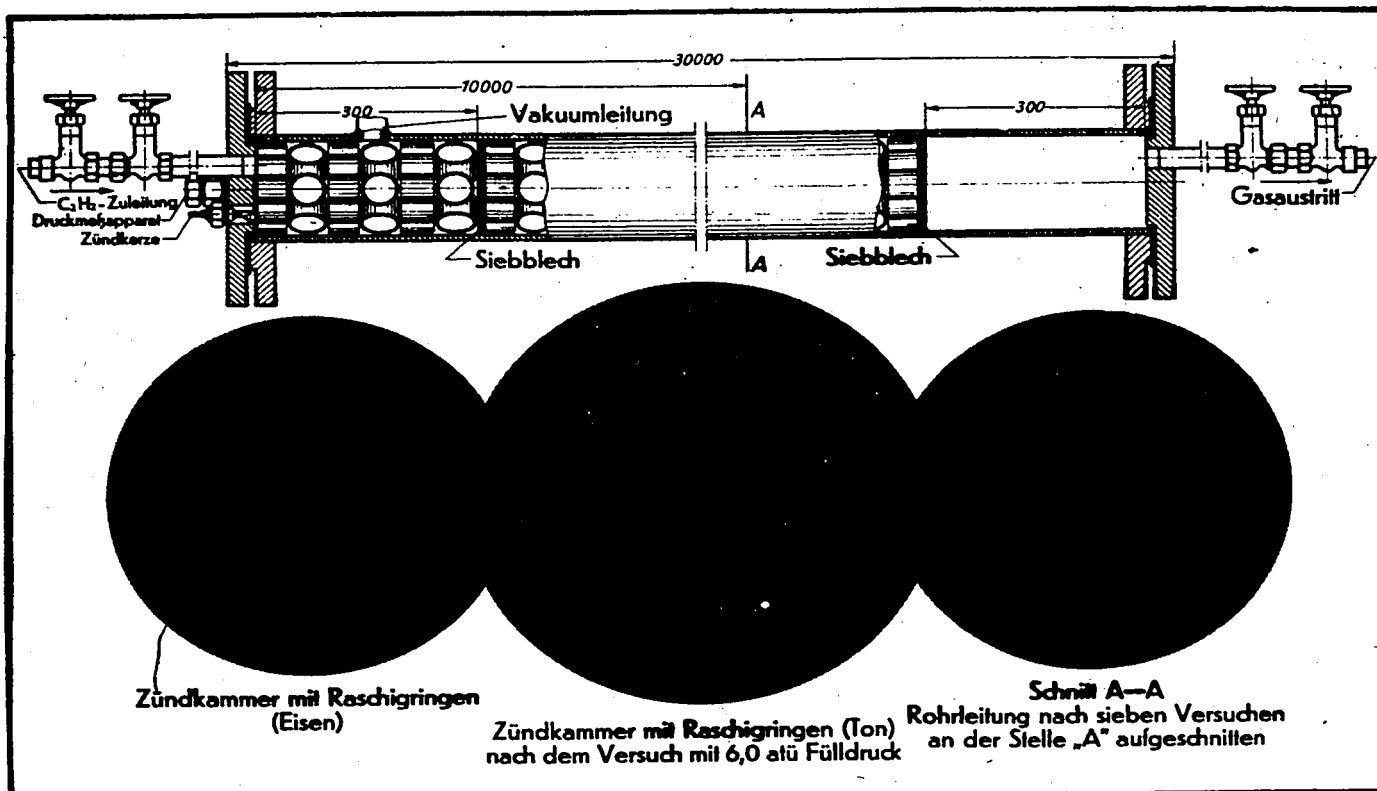 30000
10000
300
Vakuumleitung
A
300
C₂H₂-Zuleitung
Druckmeßapparat
Zündkerze
Gasaustritt
Siebblech
A
Siebblech
Zündkammer mit Raschigringen
(Eisen)
Zündkammer mit Raschigringen (Ton)
nach dem Versuch mit 6,0 atü Fülldruck
Schnitt A—A
Rohrleitung nach sieben Versuchen
an der Stelle „A" aufgeschnitten